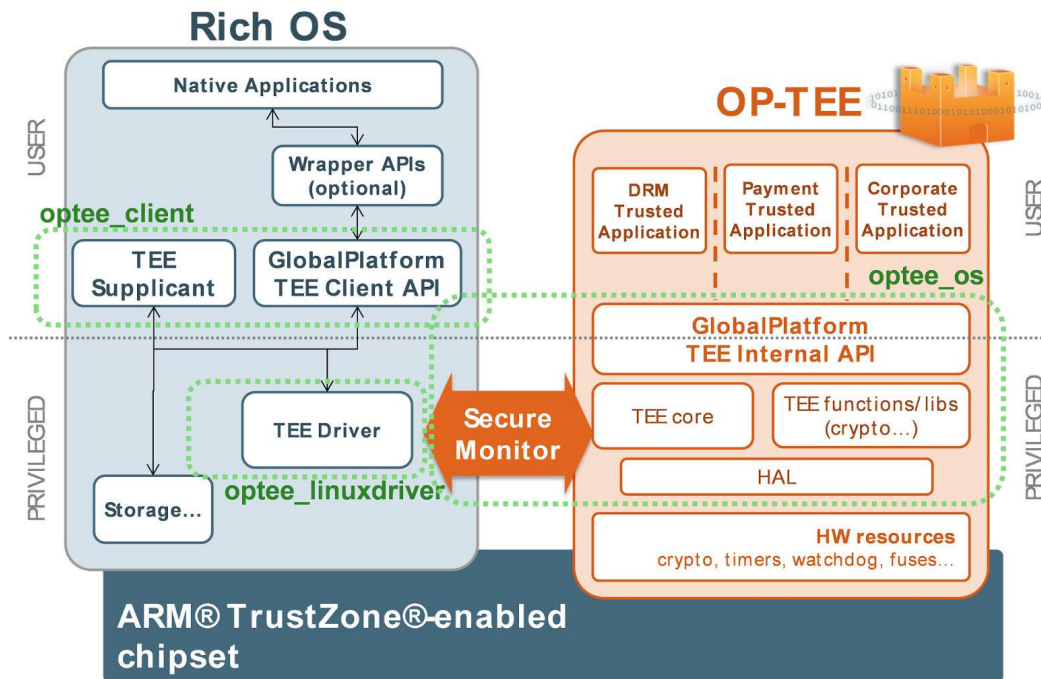 Rich OS
Native Applications
Wrapper APIs
(optional)
optee_client
TEE
Supplicant
GlobalPlatform
TEE Client API
TEE Driver
optee_linuxdriver
Storage...
USER
PRIVILEGED
Secure
Monitor
OP-TEE
DRM
Trusted
Application
Payment
Trusted
Application
Corporate
Trusted
Application
optee_os
GlobalPlatform
TEE Internal API
TEE core
TEE functions/ libs
(crypto...)
HAL
HW resources
crypto, timers, watchdog, fuses...
USER
PRIVILEGED
ARM® TrustZone®-enabled
chipset